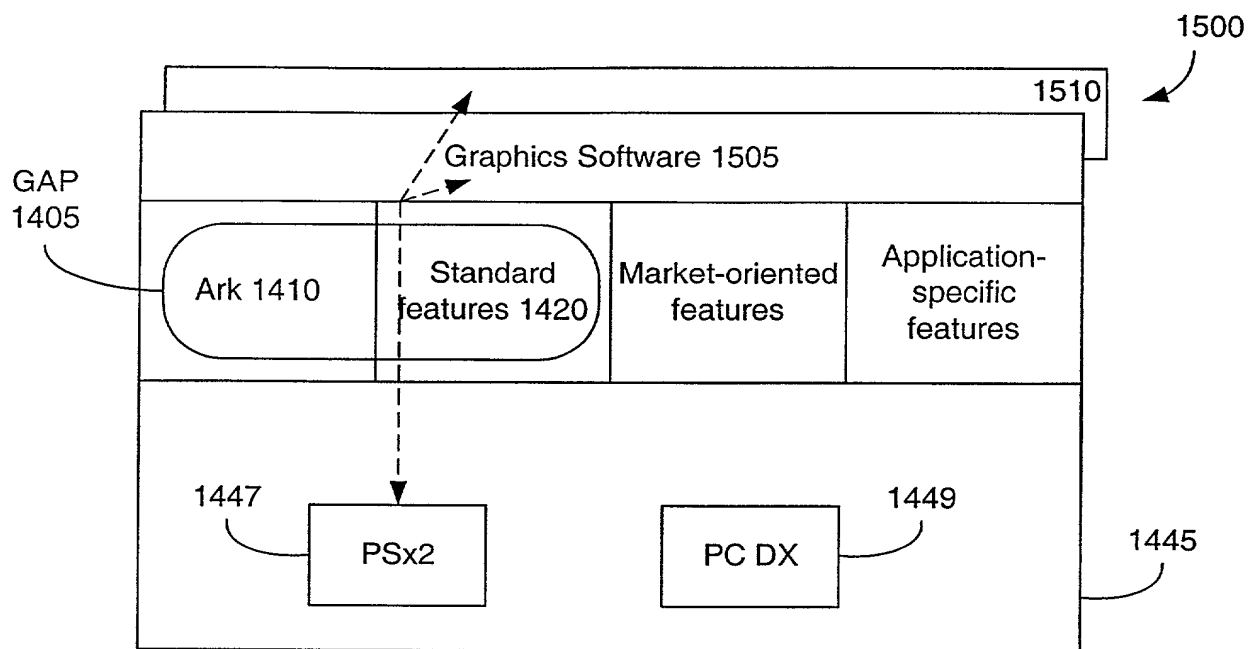 1500
1510
Graphics Software 1505
GAP
1405
Ark 1410
Standard
features 1420
Market-oriented
features
Application-
specific
features
1447
PSx2
1449
PC DX
1445